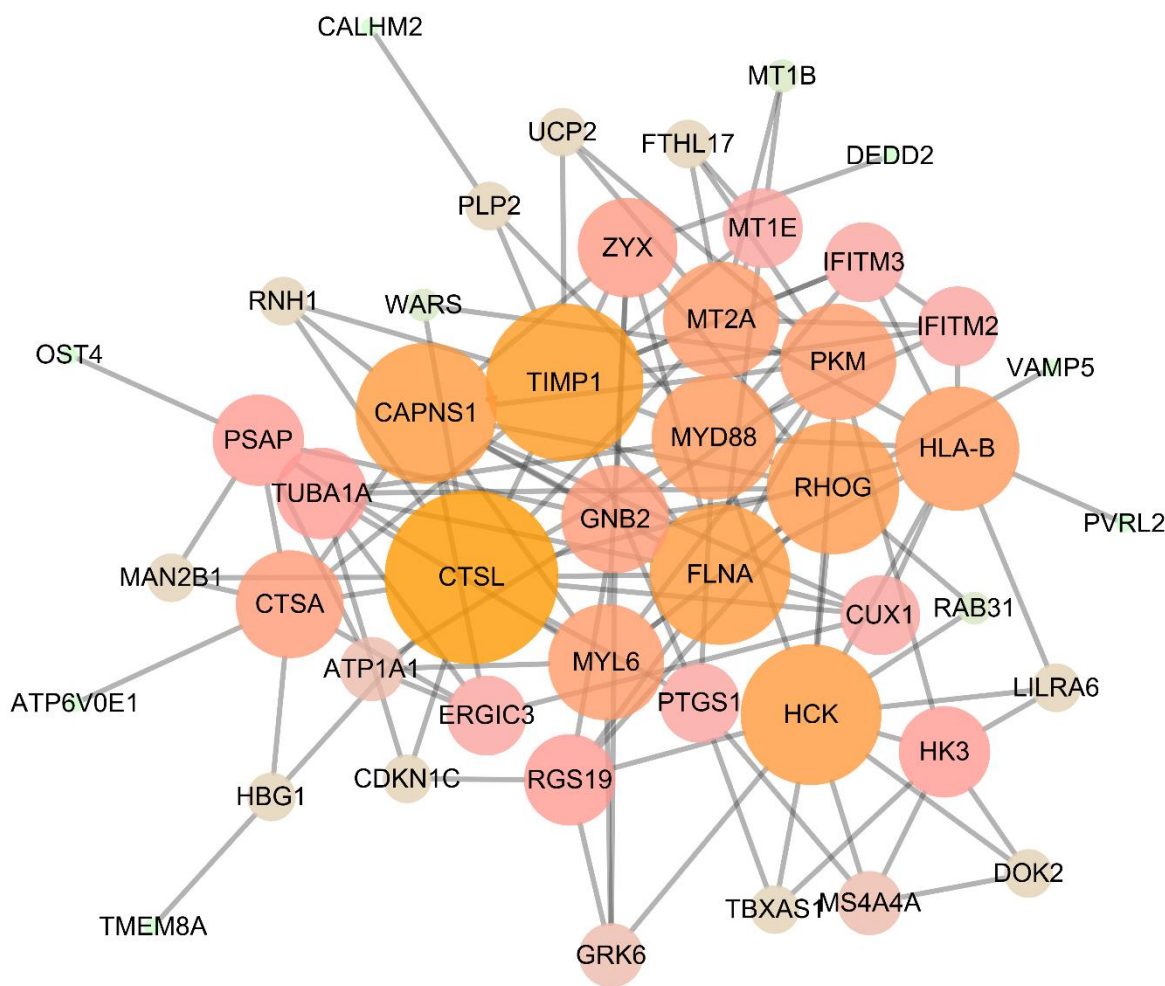 CALHM2
MT1B
UCP2
FTHL17
DEDD2
PLP2
MT1E
ZYX
IFITM3
RNH1
WARS
MT2A
IFITM2
OST4
PKM
VAMP5
TIMP1
CAPNS1
MYD88
PSAP
HLA-B
TUBA1A
RHOG
GNB2
PVRL2
MAN2B1
CTSL
FLNA
CTSA
CUX1
RAB31
ATP1A1
MYL6
LILRA6
ATP6V0E1
ERGIC3
PTGS1
HCK
HK3
CDKN1C
RGS19
HBG1
DOK2
TMEM8A
TBXAS1
MS4A4A
GRK6